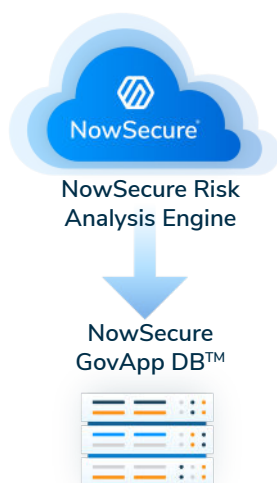 NowSecure®
NowSecure Risk
Analysis Engine
NowSecure
GovApp DB™